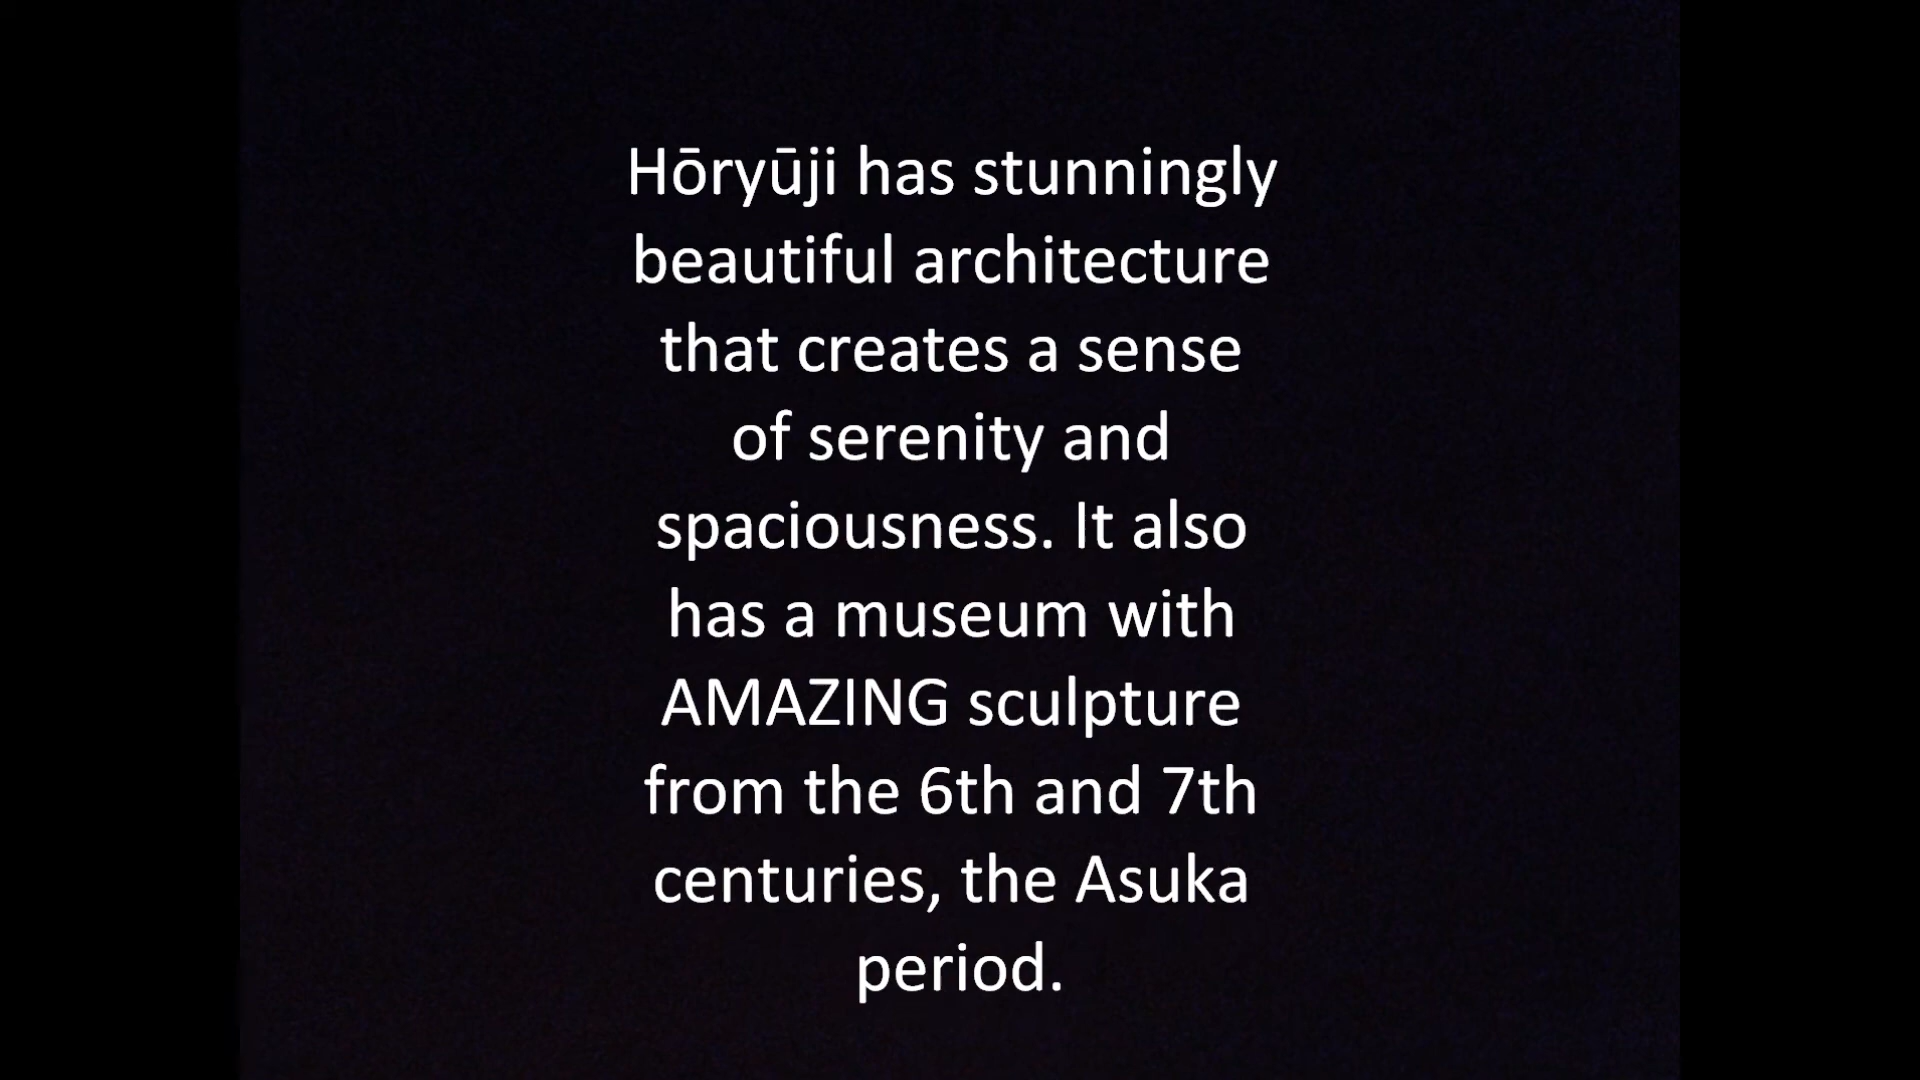 Hōryūji has stunningly
beautiful architecture
that creates a sense
of serenity and
spaciousness. It also
has a museum with
AMAZING sculpture
from the 6th and 7th
centuries, the Asuka
period.